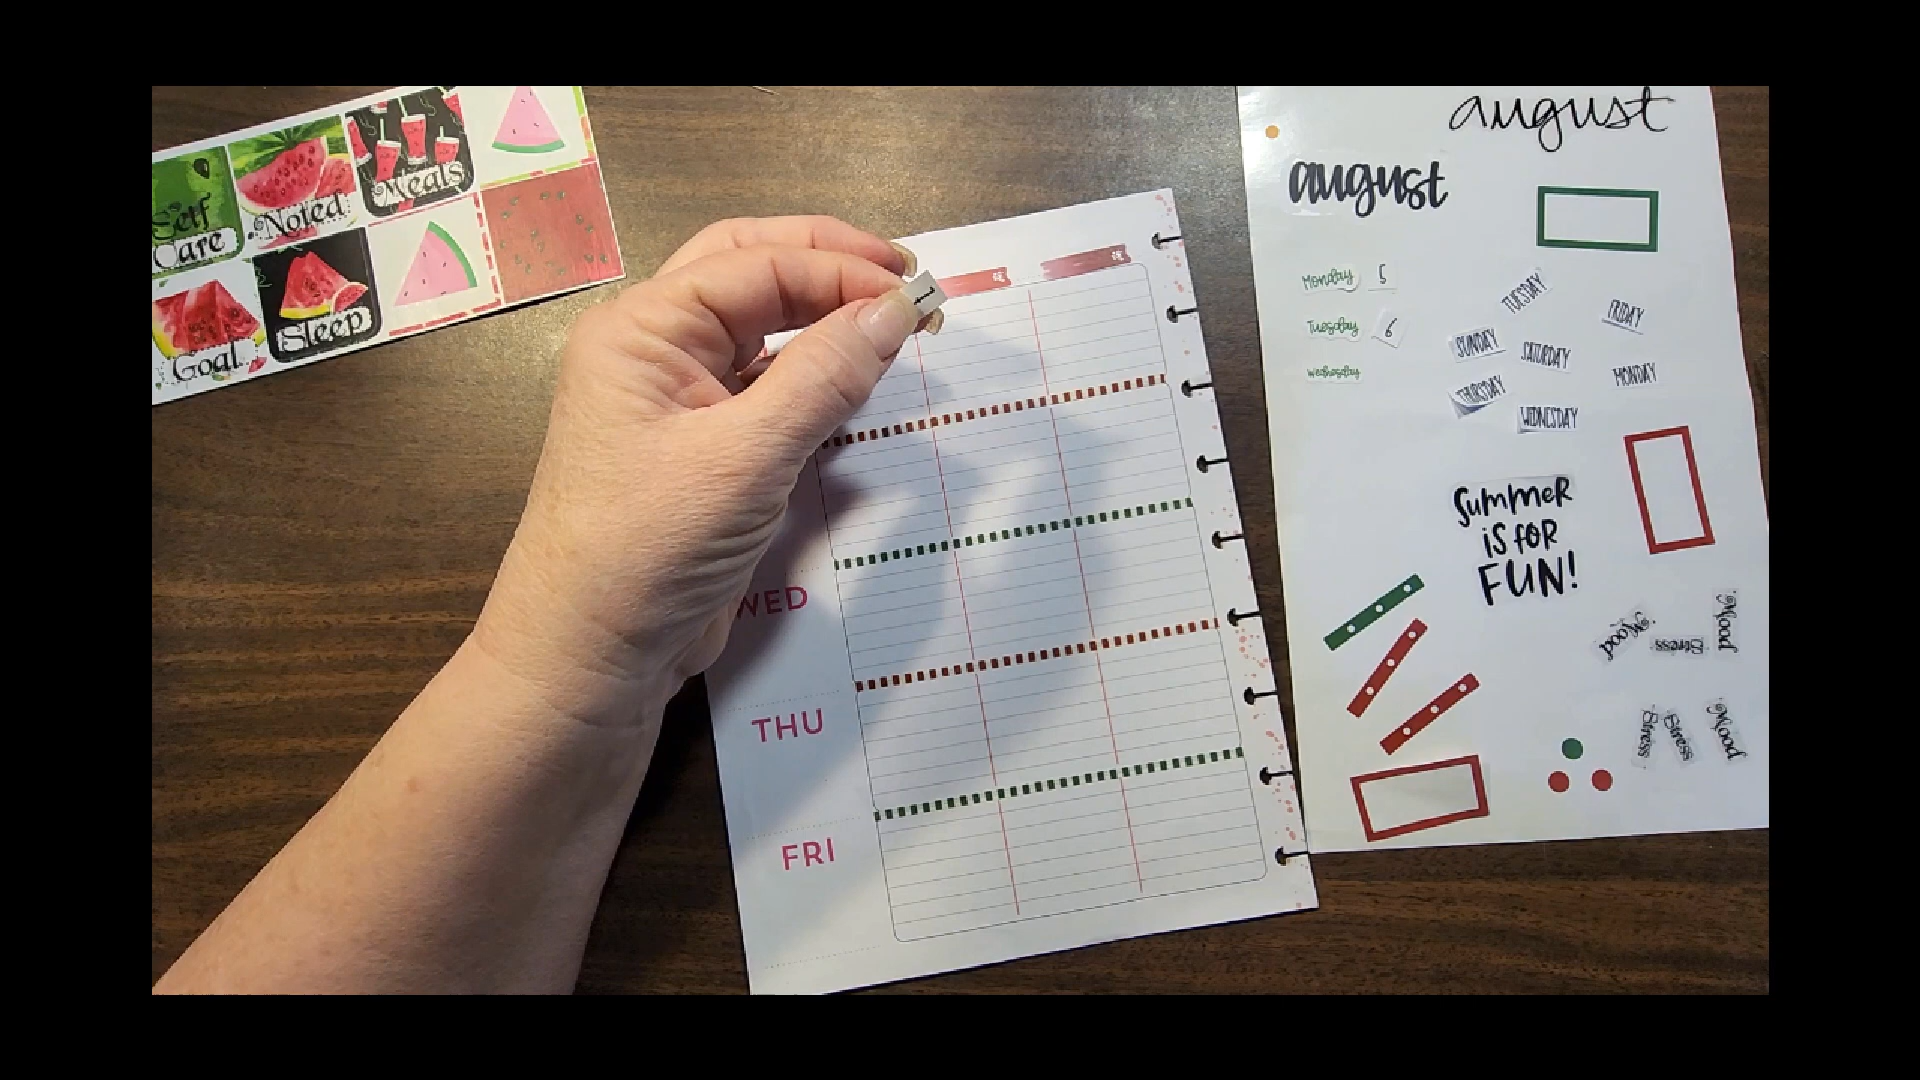 Self
Care
Noted
Meals
Goal
Sleep
WED
THU
FRI
august
august
Monday 5
Tuesday 6
wednesday
TUESDAY
FRIDAY
SUNDAY
SATURDAY
MONDAY
THURSDAY
WEDNESDAY
SUMMER
is FOR
FUN!
Mood
Stress
Mood
Stress
Stress
Mood